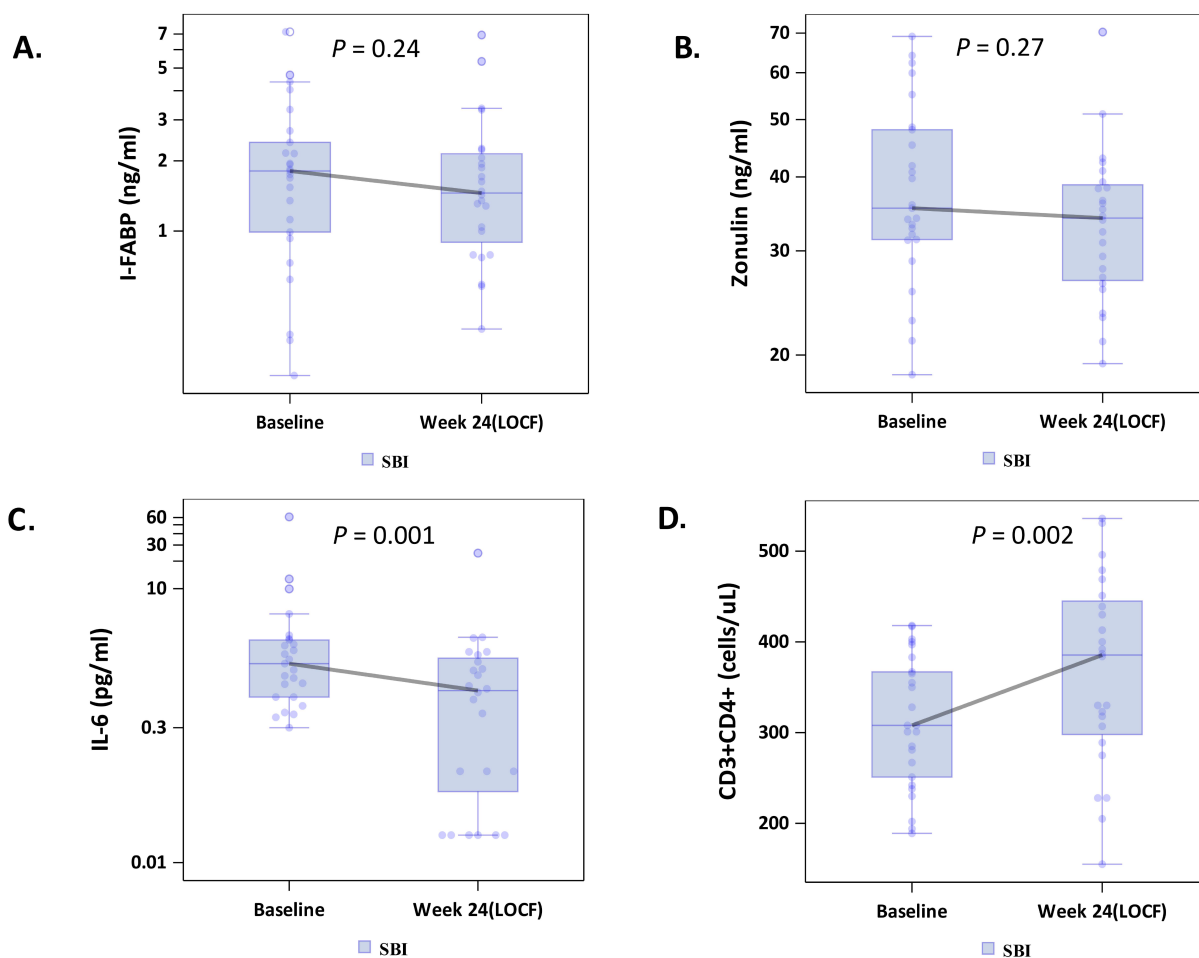 A.
P = 0.24
I-FABP (ng/ml)
7
5
3
2
1
Baseline
Week 24(LOCF)
SBI
B.
P = 0.27
Zonulin (ng/ml)
70
60
50
40
30
20
Baseline
Week 24(LOCF)
SBI
C.
P = 0.001
IL-6 (pg/ml)
60
30
10
0.3
0.01
Baseline
Week 24(LOCF)
SBI
D.
P = 0.002
CD3+CD4+ (cells/uL)
500
400
300
200
Baseline
Week 24(LOCF)
SBI